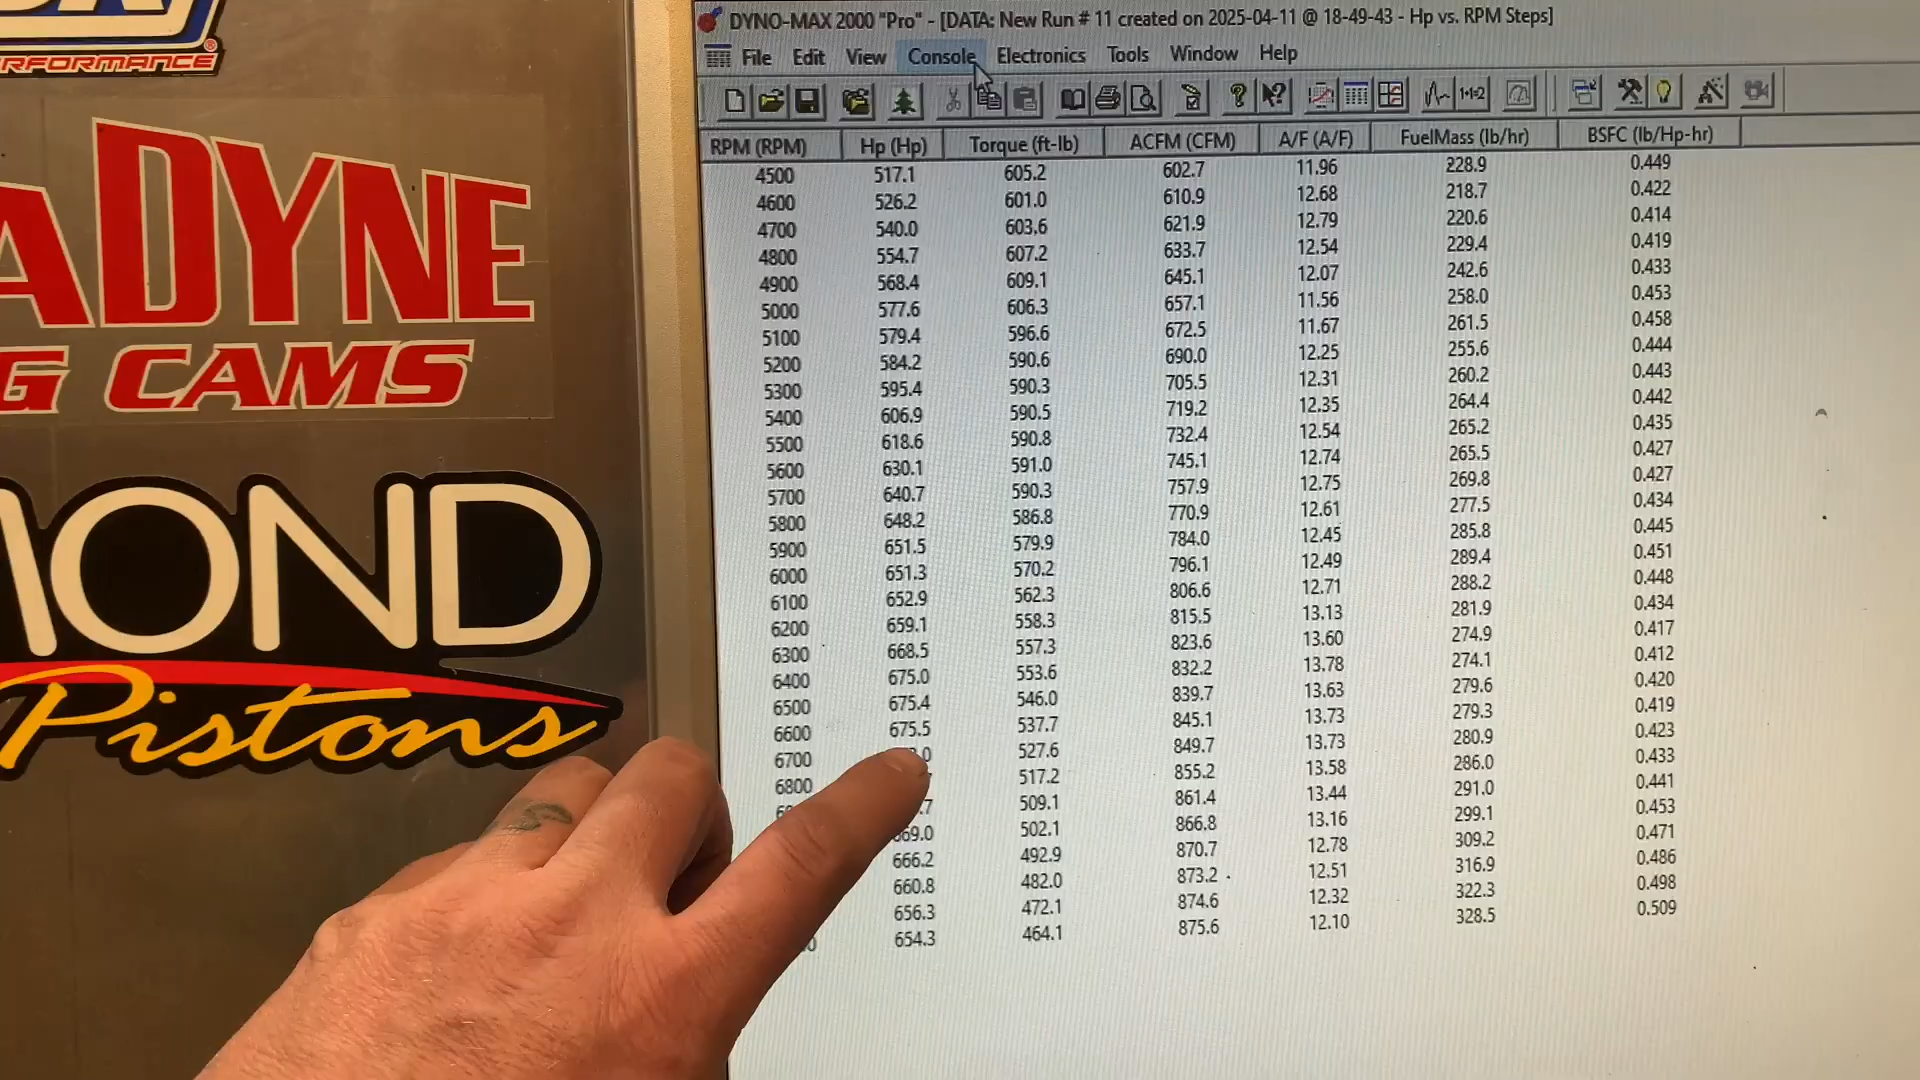 ERFORMANCE
ADYNE
G CAMS
MOND
Pistons
DYNO-MAX 2000 "Pro" - [DATA: New Run # 11 created on 2025-04-11 @ 18-49-43 - Hp vs. RPM Steps]
File Edit View Console Electronics Tools Window Help
1+1=2
RPM (RPM) Hp (Hp) Torque (ft-lb) ACFM (CFM) A/F (A/F) FuelMass (lb/hr) BSFC (lb/Hp-hr)
4500 517.1 605.2 602.7 11.96 228.9 0.449
4600 526.2 601.0 610.9 12.68 218.7 0.422
4700 540.0 603.6 621.9 12.79 220.6 0.414
4800 554.7 607.2 633.7 12.54 229.4 0.419
4900 568.4 609.1 645.1 12.07 242.6 0.433
5000 577.6 606.3 657.1 11.56 258.0 0.453
5100 579.4 596.6 672.5 11.67 261.5 0.458
5200 584.2 590.6 690.0 12.25 255.6 0.444
5300 595.4 590.3 705.5 12.31 260.2 0.443
5400 606.9 590.5 719.2 12.35 264.4 0.442
5500 618.6 590.8 732.4 12.54 265.2 0.435
5600 630.1 591.0 745.1 12.74 265.5 0.427
5700 640.7 590.3 757.9 12.75 269.8 0.427
5800 648.2 586.8 770.9 12.61 277.5 0.434
5900 651.5 579.9 784.0 12.45 285.8 0.445
6000 651.3 570.2 796.1 12.49 289.4 0.451
6100 652.9 562.3 806.6 12.71 288.2 0.448
6200 659.1 558.3 815.5 13.13 281.9 0.434
6300 668.5 557.3 823.6 13.60 274.9 0.417
6400 675.0 553.6 832.2 13.78 274.1 0.412
6500 675.4 546.0 839.7 13.63 279.6 0.420
6600 675.5 537.7 845.1 13.73 279.3 0.419
6700 527.6 849.7 13.73 280.9 0.423
6800 517.2 855.2 13.58 286.0 0.433
509.1 861.4 13.44 291.0 0.441
669.0 502.1 866.8 13.16 299.1 0.453
666.2 492.9 870.7 12.78 309.2 0.471
660.8 482.0 873.2 12.51 316.9 0.486
656.3 472.1 874.6 12.32 322.3 0.498
654.3 464.1 875.6 12.10 328.5 0.509